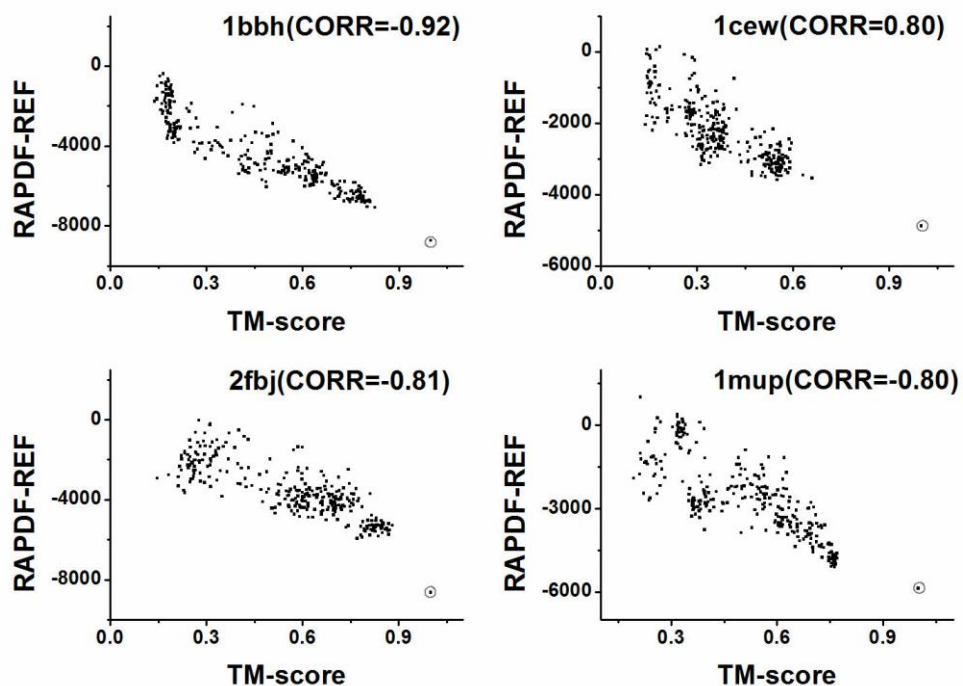 1bbh(CORR=-0.92)
RAPDF-REF
0
-4000
-8000
0.0 0.3 0.6 0.9
TM-score
1cew(CORR=0.80)
RAPDF-REF
0
-2000
-4000
-6000
0.0 0.3 0.6 0.9
TM-score
2fbj(CORR=-0.81)
RAPDF-REF
0
-4000
-8000
0.0 0.3 0.6 0.9
TM-score
1mup(CORR=-0.80)
RAPDF-REF
0
-3000
-6000
0.3 0.6 0.9
TM-score